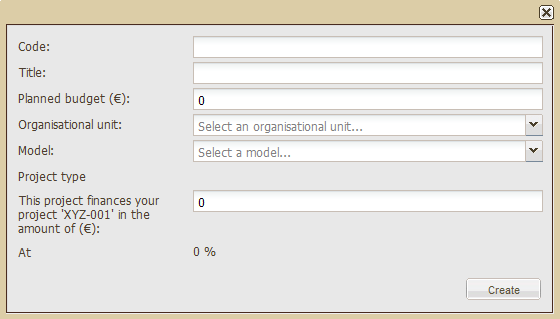 Code:
Title:
Planned budget (€): 0
Organisational unit: Select an organisational unit...
Model: Select a model...
Project type
This project finances your
project 'XYZ-001' in the
amount of (€): 0
At 0 %
Create